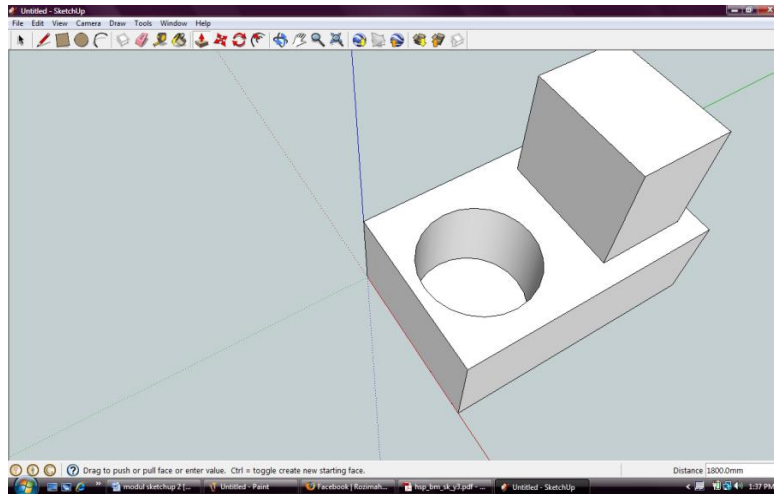 Untitled - SketchUp
File Edit View Camera Draw Tools Window Help
Drag to push or pull face or enter value. Ctrl = toggle create new starting face.
Distance 1800.0mm
modul sketchup 2 [...
Untitled - Paint
Facebook | Rozimah...
hsp_bm_sk_y3.pdf - ...
Untitled - SketchUp
1:37 PM